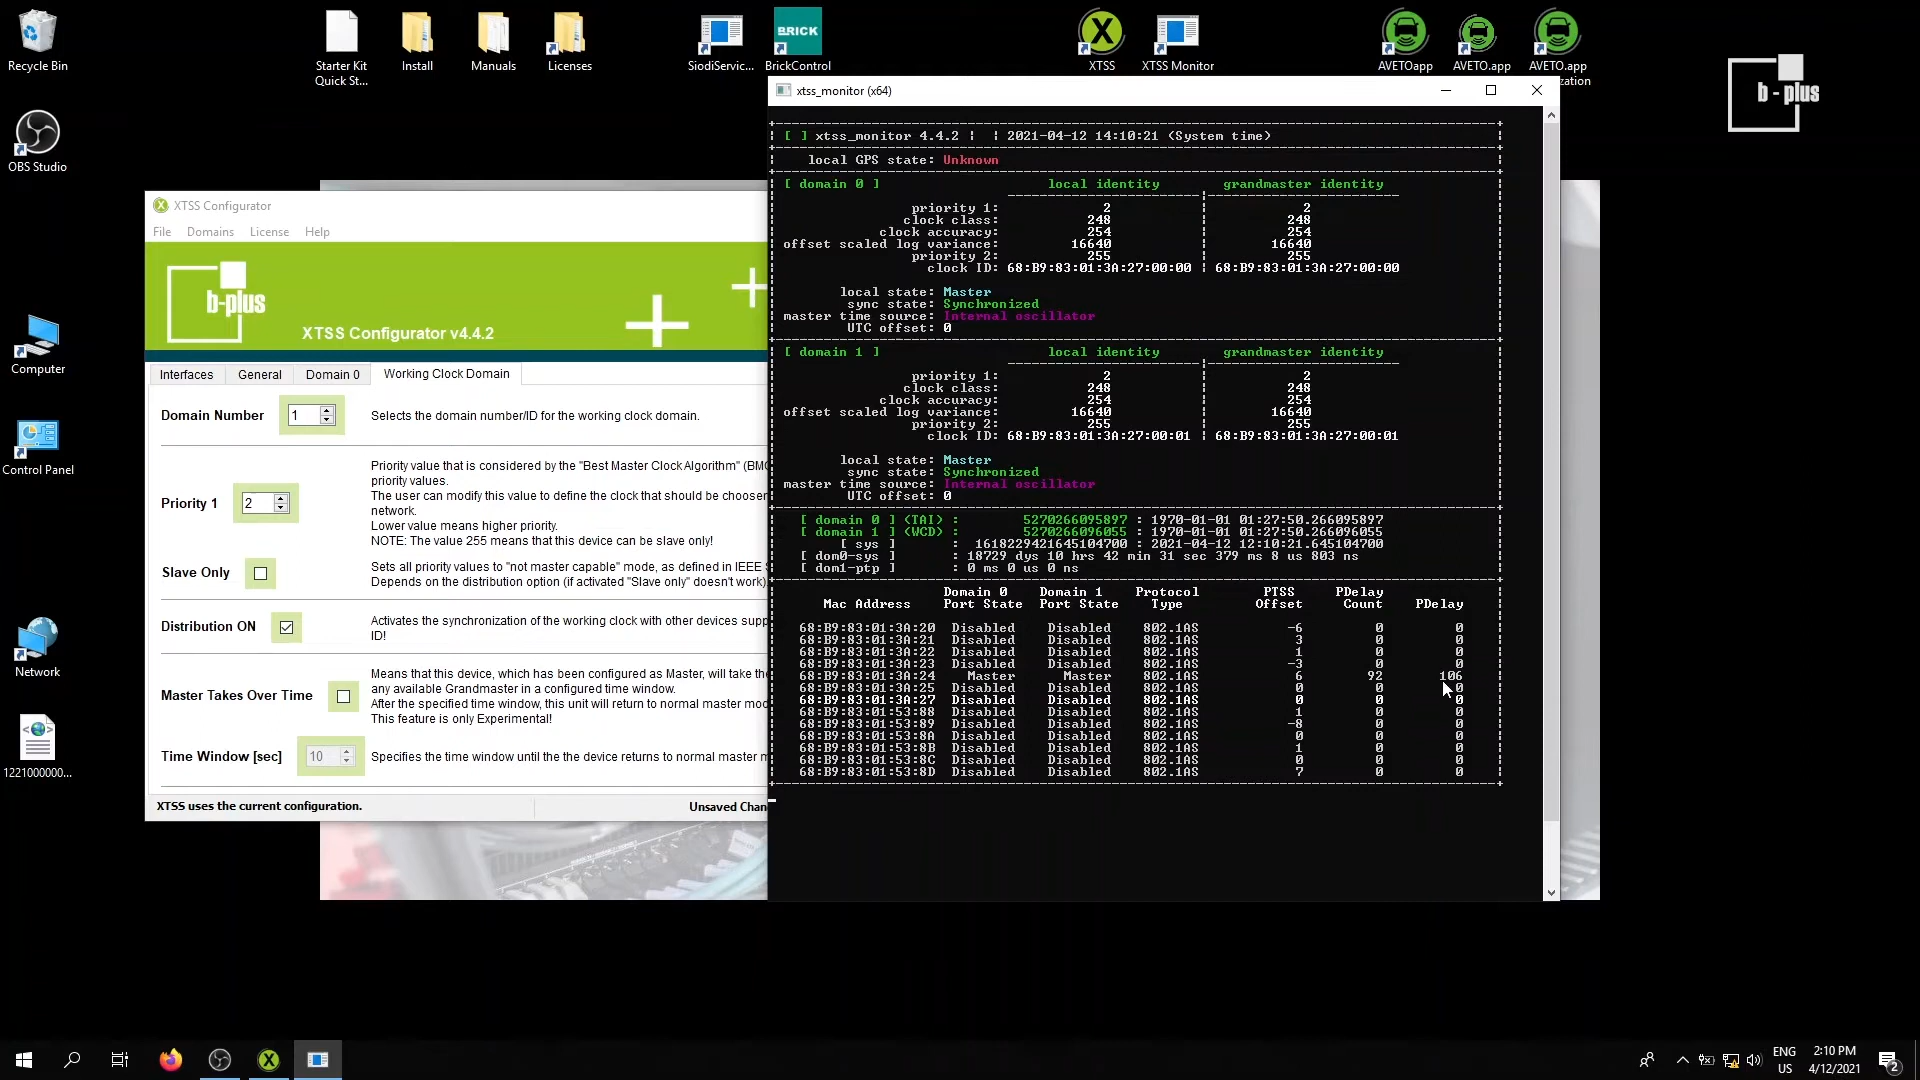 Recycle Bin
OBS Studio
Computer
Control Panel
Network
1221000000...
Starter Kit
Quick St...
Install
Manuals
Licenses
SiodiServic...
BRICK
BrickControl
X
XTSS
XTSS Monitor
AVETOapp
AVETO.app
AVETO.app
zation
b - plus
XTSS Configurator
File Domains License Help
b-plus
XTSS Configurator v4.4.2
Interfaces General Domain 0 Working Clock Domain
Domain Number 1 Selects the domain number/ID for the working clock domain.
Priority value that is considered by the "Best Master Clock Algorithm" (BMC
priority values.
The user can modify this value to define the clock that should be choosen
Priority 1 2
network.
Lower value means higher priority.
NOTE: The value 255 means that this device can be slave only!
Slave Only Sets all priority values to "not master capable" mode, as defined in IEEE
Depends on the distribution option (if activated "Slave only" doesn't work)
Distribution ON Activates the synchronization of the working clock with other devices supp
ID!
Means that this device, which has been configured as Master, will take the
Master Takes Over Time any available Grandmaster in a configured time window.
After the specified time window, this unit will return to normal master mod
This feature is only Experimental!
Time Window [sec] 10 Specifies the time window until the the device returns to normal master m
XTSS uses the current configuration. Unsaved Chan
xtss_monitor (x64)
[ ] xtss_monitor 4.4.2 | | 2021-04-12 14:10:21 (System time)
local GPS state: Unknown
[ domain 0 ] local identity grandmaster identity
priority 1: 2 2
clock class: 248 248
clock accuracy: 254 254
offset scaled log variance: 16640 16640
priority 2: 255 255
clock ID: 68:B9:83:01:3A:27:00:00 | 68:B9:83:01:3A:27:00:00
local state: Master
sync state: Synchronized
master time source: Internal oscillator
UTC offset: 0
[ domain 1 ] local identity grandmaster identity
priority 1: 2 2
clock class: 248 248
clock accuracy: 254 254
offset scaled log variance: 16640 16640
priority 2: 255 255
clock ID: 68:B9:83:01:3A:27:00:01 | 68:B9:83:01:3A:27:00:01
local state: Master
sync state: Synchronized
master time source: Internal oscillator
UTC offset: 0
[ domain 0 ] (TAI) : 5270266095897 : 1970-01-01 01:27:50.266095897
[ domain 1 ] (WCD) : 5270266096055 : 1970-01-01 01:27:50.266096055
[ sys ] : 1618229421645104700 : 2021-04-12 12:10:21.645104700
[ dom0-sys ] : 18729 dys 10 hrs 42 min 31 sec 379 ms 8 us 803 ns
[ dom1-ptp ] : 0 ms 0 us 0 ns
Domain 0 Domain 1 Protocol PTSS PDelay
Mac Address Port State Port State Type Offset Count PDelay
68:B9:83:01:3A:20 Disabled Disabled 802.1AS -6 0 0
68:B9:83:01:3A:21 Disabled Disabled 802.1AS 3 0 0
68:B9:83:01:3A:22 Disabled Disabled 802.1AS 1 0 0
68:B9:83:01:3A:23 Disabled Disabled 802.1AS -3 0 0
68:B9:83:01:3A:24 Master Master 802.1AS 6 92 106
68:B9:83:01:3A:25 Disabled Disabled 802.1AS 0 0 0
68:B9:83:01:3A:27 Disabled Disabled 802.1AS 0 0 0
68:B9:83:01:53:88 Disabled Disabled 802.1AS 1 0 0
68:B9:83:01:53:89 Disabled Disabled 802.1AS -8 0 0
68:B9:83:01:53:8A Disabled Disabled 802.1AS 0 0 0
68:B9:83:01:53:8B Disabled Disabled 802.1AS 1 0 0
68:B9:83:01:53:8C Disabled Disabled 802.1AS 0 0 0
68:B9:83:01:53:8D Disabled Disabled 802.1AS 7 0 0
ENG
US
2:10 PM
4/12/2021
2